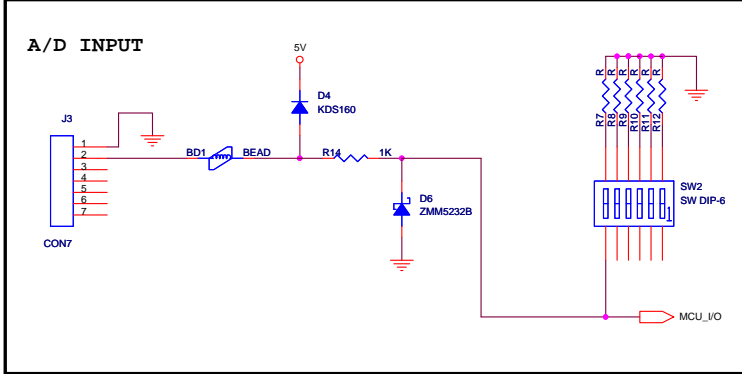 A/D INPUT
5V
D4
KDS160
J3
1
2
3
4
5
6
7
CON7
BD1
BEAD
R14
1K
D6
ZMM5232B
R
R
R
R
R
R
R7
R8
R9
R10
R11
R12
SW2
SW DIP-6
1
MCU_I/O